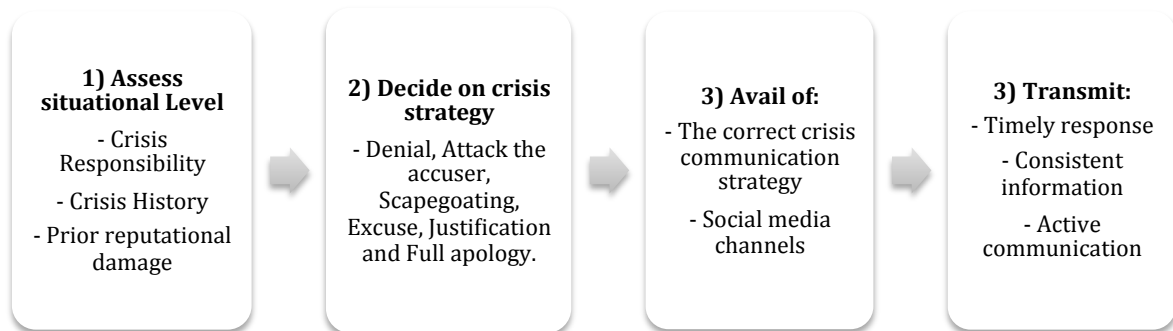 1) Assess
situational Level
- Crisis
Responsibility
- Crisis History
- Prior reputational
damage
2) Decide on crisis
strategy
- Denial, Attack the
accuser,
Scapegoating,
Excuse, Justification
and Full apology.
3) Avail of:
- The correct crisis
communication
strategy
- Social media
channels
3) Transmit:
- Timely response
- Consistent
information
- Active
communication